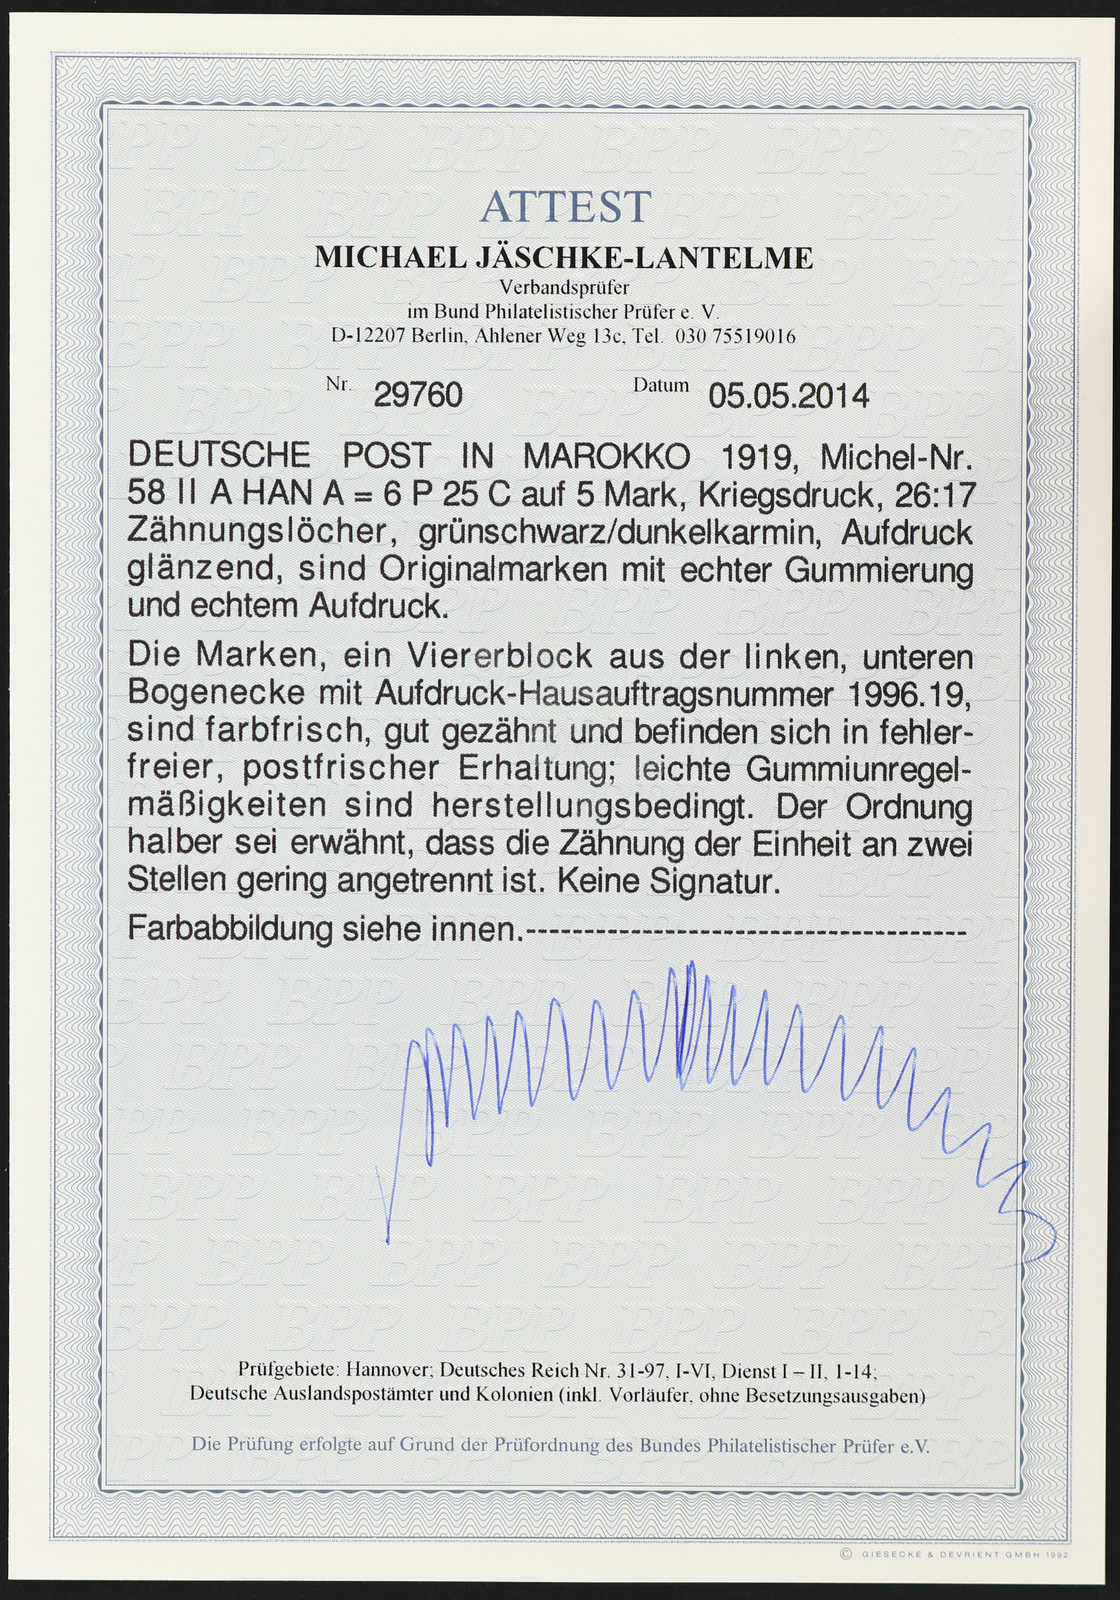 ATTEST
MICHAEL JÄSCHKE-LANTELME
Verbandsprüfer
im Bund Philatelistischer Prüfer e. V.
D-12207 Berlin, Ahlener Weg 13c, Tel. 030 75519016
Nr. 29760 Datum 05.05.2014
DEUTSCHE POST IN MAROKKO 1919, Michel-Nr.
58 II A HAN A = 6 P 25 C auf 5 Mark, Kriegsdruck, 26:17
Zähnungslöcher, grünschwarz/dunkelkarmin, Aufdruck
glänzend, sind Originalmarken mit echter Gummierung
und echtem Aufdruck.
Die Marken, ein Viererblock aus der linken, unteren
Bogenecke mit Aufdruck-Hausauftragsnummer 1996.19,
sind farbfrisch, gut gezähnt und befinden sich in fehler-
freier, postfrischer Erhaltung; leichte Gummiunregel-
mäßigkeiten sind herstellungsbedingt. Der Ordnung
halber sei erwähnt, dass die Zähnung der Einheit an zwei
Stellen gering angetrennt ist. Keine Signatur.
Farbabbildung siehe innen.--------------------------------------
Prüfgebiete: Hannover; Deutsches Reich Nr. 31-97, I-VI, Dienst I – II, 1-14;
Deutsche Auslandspostämter und Kolonien (inkl. Vorläufer, ohne Besetzungsausgaben)
Die Prüfung erfolgte auf Grund der Prüfordnung des Bundes Philatelistischer Prüfer e.V.
© GIESECKE & DEVRIENT GMBH 1992